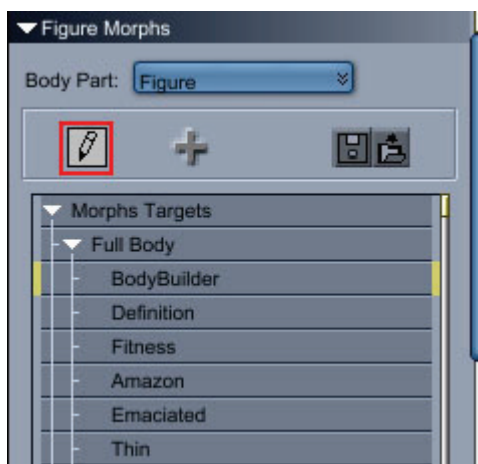 Figure Morphs
Body Part: Figure
Morphs Targets
Full Body
BodyBuilder
Definition
Fitness
Amazon
Emaciated
Thin